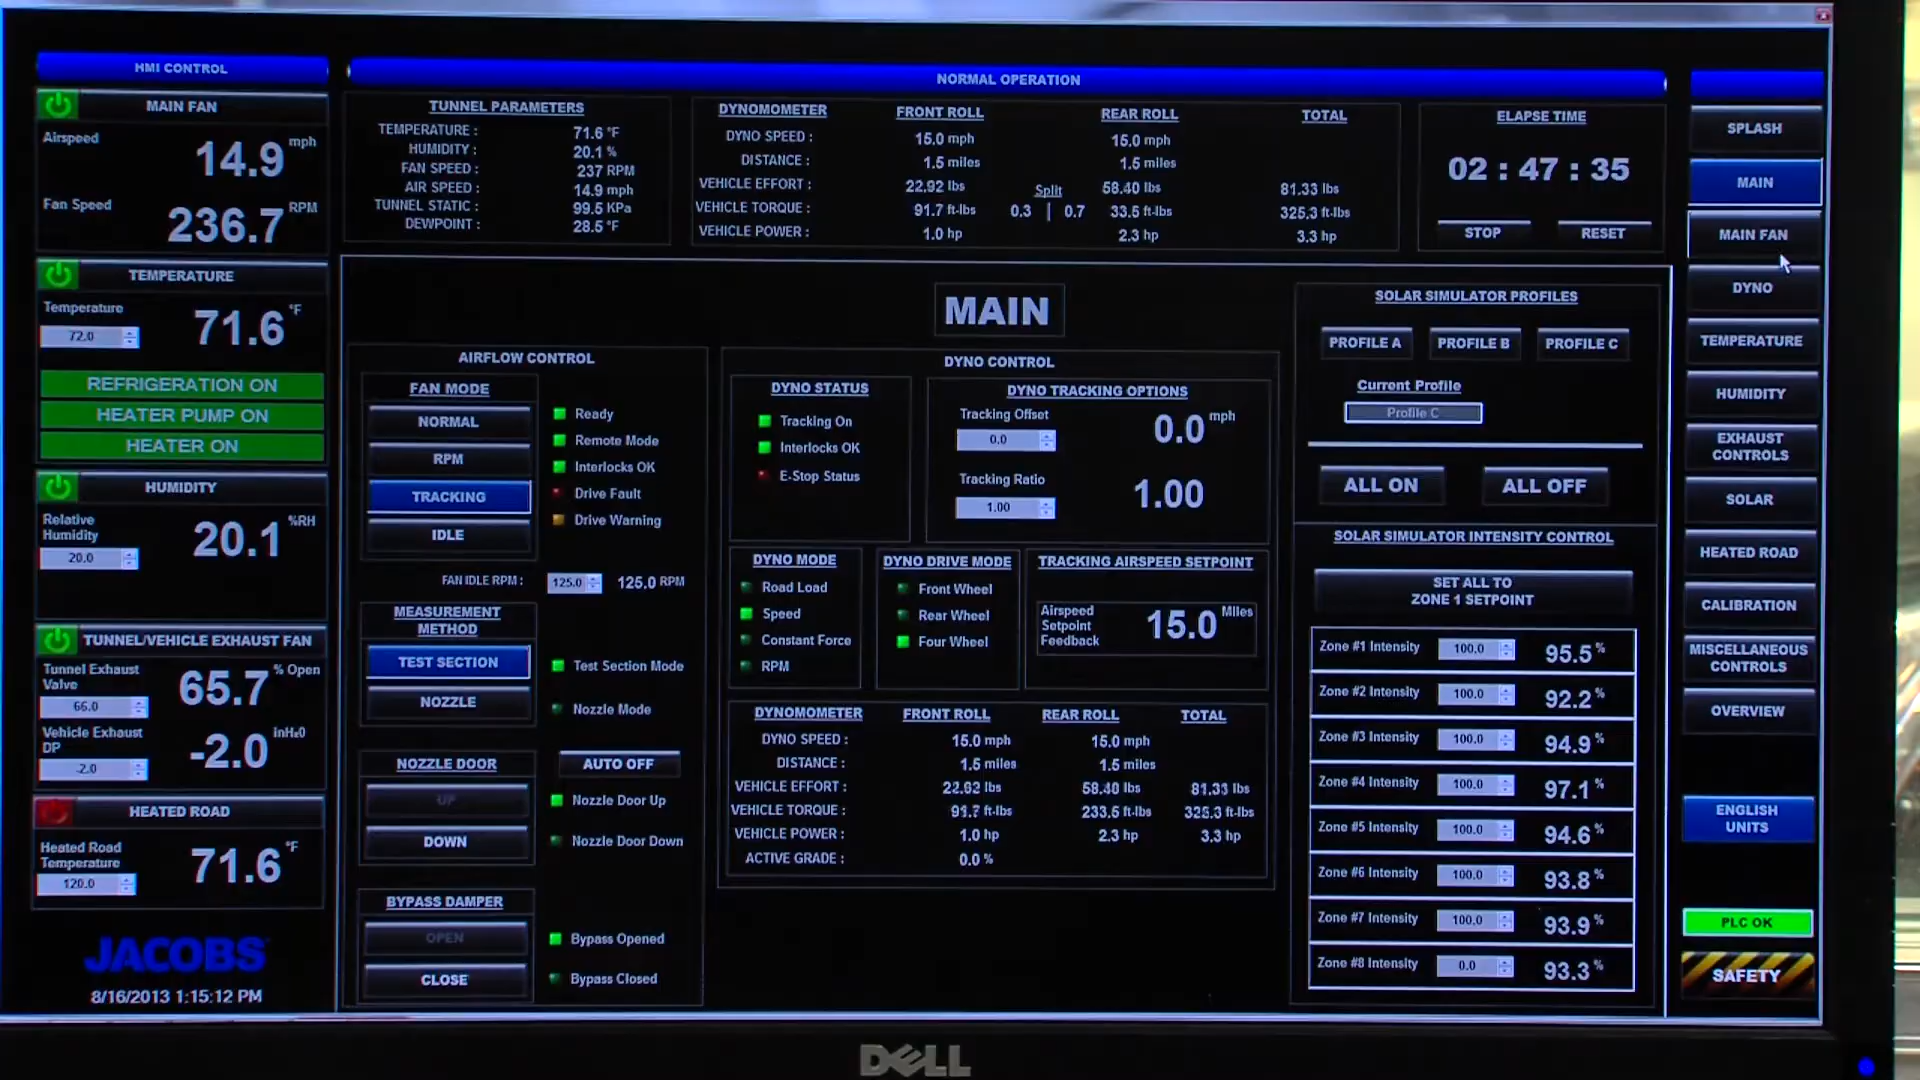 HMI CONTROL
MAIN FAN
Airspeed
14.9 mph
Fan Speed
236.7 RPM
TEMPERATURE
Temperature
72.0
71.6 °F
REFRIGERATION ON
HEATER PUMP ON
HEATER ON
HUMIDITY
Relative Humidity
20.0
20.1 %RH
TUNNEL/VEHICLE EXHAUST FAN
Tunnel Exhaust Valve
66.0
65.7 % Open
Vehicle Exhaust DP
-2.0
-2.0 inH20
HEATED ROAD
Heated Road Temperature
120.0
71.6 °F
JACOBS
8/16/2013 1:15:12 PM
NORMAL OPERATION
TUNNEL PARAMETERS
TEMPERATURE : 71.6 °F
HUMIDITY : 20.1 %
FAN SPEED : 237 RPM
AIR SPEED : 14.9 mph
TUNNEL STATIC : 99.5 KPa
DEWPOINT : 28.5 °F
DYNOMOMETER FRONT ROLL REAR ROLL TOTAL
DYNO SPEED : 15.0 mph 15.0 mph
DISTANCE : 1.5 miles 1.5 miles
VEHICLE EFFORT : 22.92 lbs Split 58.40 lbs 81.33 lbs
VEHICLE TORQUE : 91.7 ft-lbs 0.3 | 0.7 33.5 ft-lbs 325.3 ft-lbs
VEHICLE POWER : 1.0 hp 2.3 hp 3.3 hp
ELAPSE TIME
02 : 47 : 35
STOP RESET
MAIN
AIRFLOW CONTROL
FAN MODE
NORMAL
RPM
TRACKING
IDLE
Ready
Remote Mode
Interlocks OK
Drive Fault
Drive Warning
FAN IDLE RPM : 125.0 125.0 RPM
MEASUREMENT METHOD
TEST SECTION
NOZZLE
Test Section Mode
Nozzle Mode
NOZZLE DOOR
UP
DOWN
AUTO OFF
Nozzle Door Up
Nozzle Door Down
BYPASS DAMPER
OPEN
CLOSE
Bypass Opened
Bypass Closed
DYNO CONTROL
DYNO STATUS
Tracking On
Interlocks OK
E-Stop Status
DYNO TRACKING OPTIONS
Tracking Offset
0.0
0.0 mph
Tracking Ratio
1.00
1.00
DYNO MODE
Road Load
Speed
Constant Force
RPM
DYNO DRIVE MODE
Front Wheel
Rear Wheel
Four Wheel
TRACKING AIRSPEED SETPOINT
Airspeed Setpoint Feedback
15.0 Miles
DYNOMOMETER FRONT ROLL REAR ROLL TOTAL
DYNO SPEED : 15.0 mph 15.0 mph
DISTANCE : 1.5 miles 1.5 miles
VEHICLE EFFORT : 22.92 lbs 58.40 lbs 81.33 lbs
VEHICLE TORQUE : 91.7 ft-lbs 233.5 ft-lbs 325.3 ft-lbs
VEHICLE POWER : 1.0 hp 2.3 hp 3.3 hp
ACTIVE GRADE : 0.0 %
SOLAR SIMULATOR PROFILES
PROFILE A PROFILE B PROFILE C
Current Profile
Profile C
ALL ON ALL OFF
SOLAR SIMULATOR INTENSITY CONTROL
SET ALL TO
ZONE 1 SETPOINT
Zone #1 Intensity 100.0 95.5 %
Zone #2 Intensity 100.0 92.2 %
Zone #3 Intensity 100.0 94.9 %
Zone #4 Intensity 100.0 97.1 %
Zone #5 Intensity 100.0 94.6 %
Zone #6 Intensity 100.0 93.8 %
Zone #7 Intensity 100.0 93.9 %
Zone #8 Intensity 0.0 93.3 %
SPLASH
MAIN
MAIN FAN
DYNO
TEMPERATURE
HUMIDITY
EXHAUST CONTROLS
SOLAR
HEATED ROAD
CALIBRATION
MISCELLANEOUS CONTROLS
OVERVIEW
ENGLISH UNITS
PLC OK
SAFETY
DELL